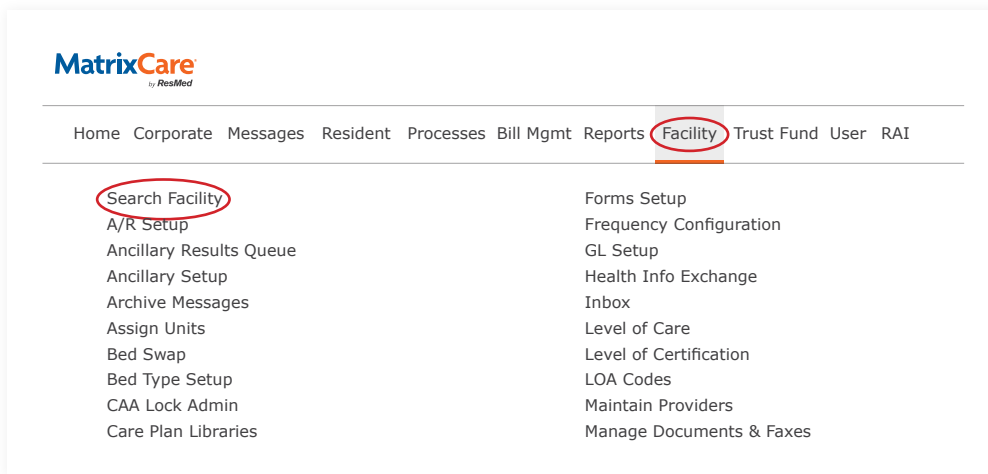 MatrixCare
by ResMed
Home Corporate Messages Resident Processes Bill Mgmt Reports Facility Trust Fund User RAI
Search Facility
A/R Setup
Ancillary Results Queue
Ancillary Setup
Archive Messages
Assign Units
Bed Swap
Bed Type Setup
CAA Lock Admin
Care Plan Libraries
Forms Setup
Frequency Configuration
GL Setup
Health Info Exchange
Inbox
Level of Care
Level of Certification
LOA Codes
Maintain Providers
Manage Documents & Faxes